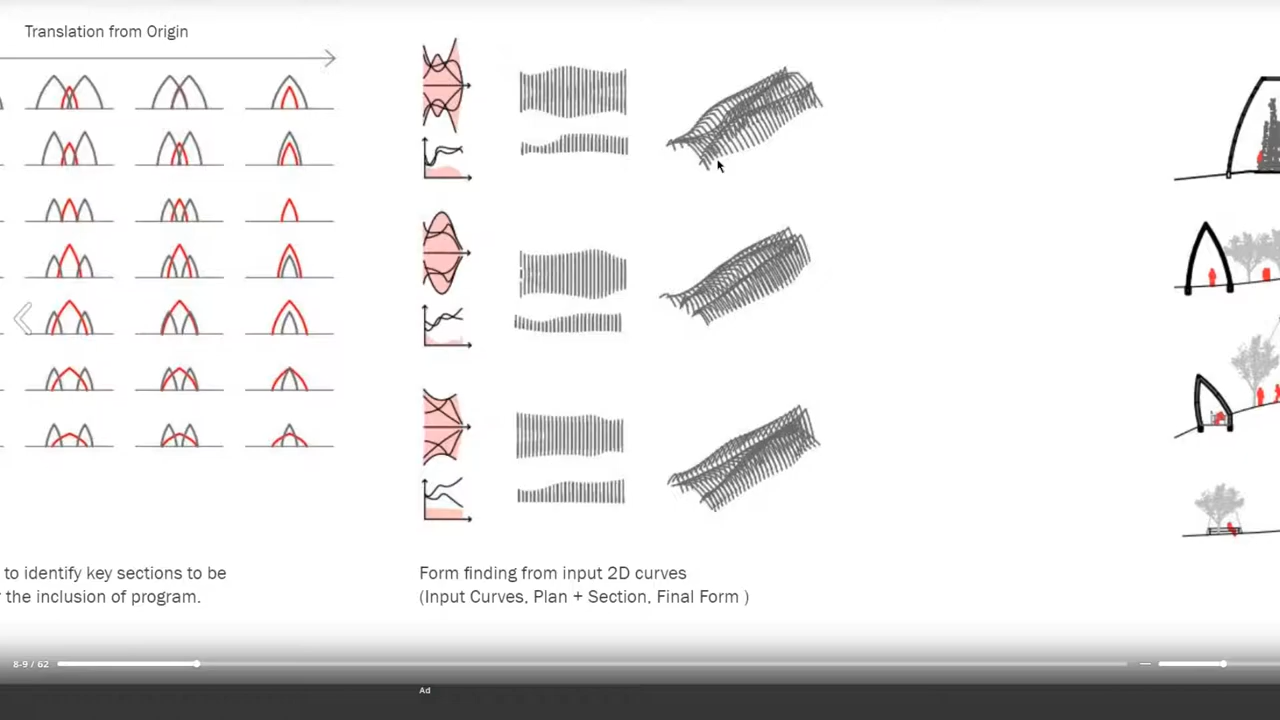 Translation from Origin
to identify key sections to be
the inclusion of program.
Form finding from input 2D curves
(Input Curves, Plan + Section, Final Form )
8-9 / 62
Ad